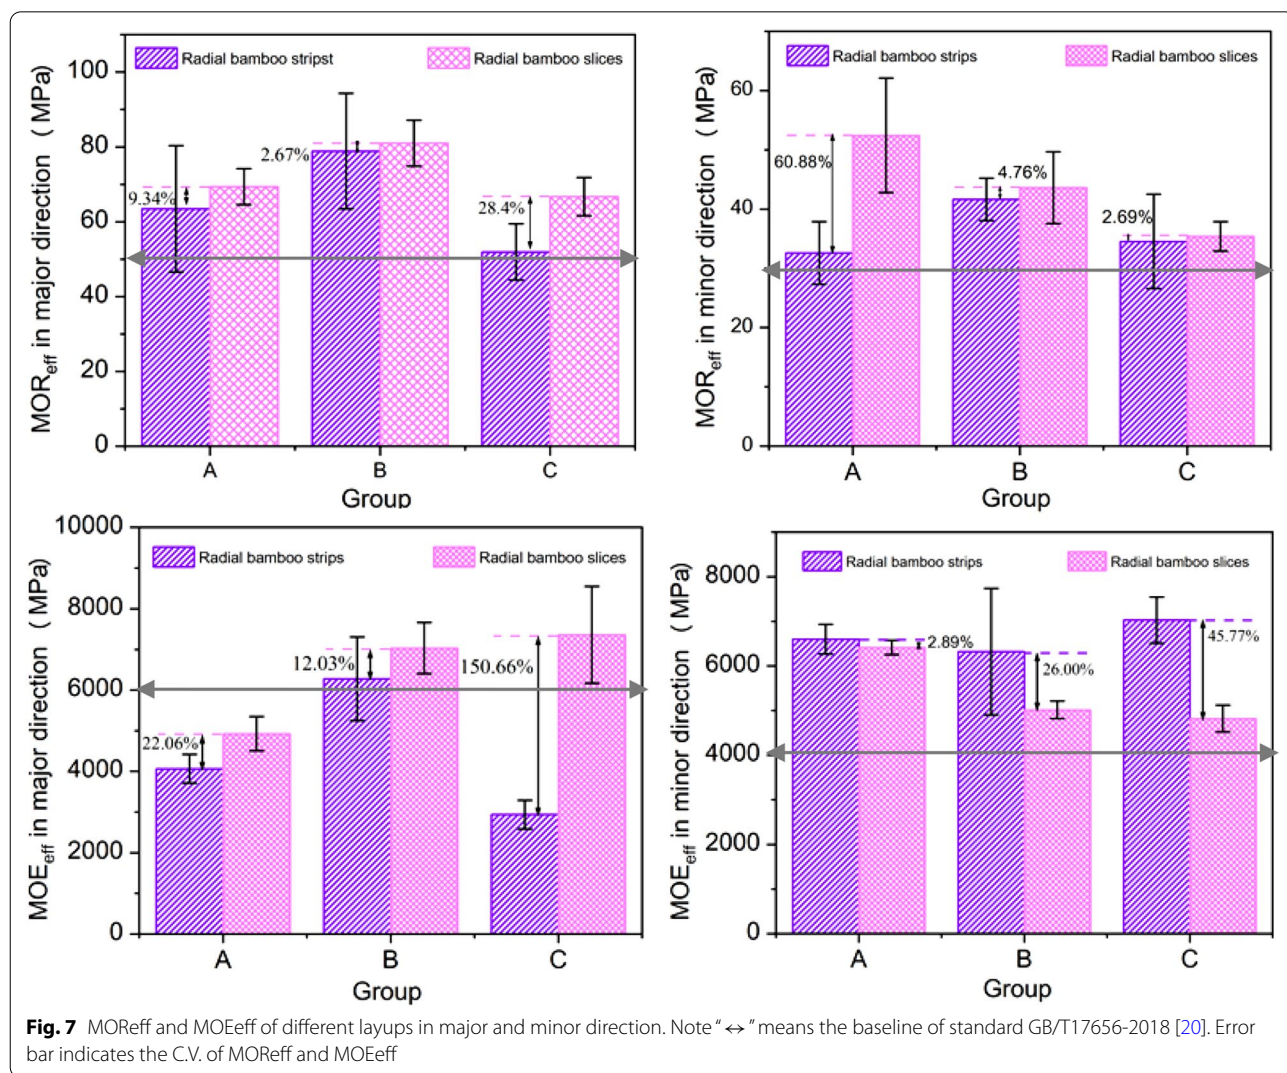 Radial bamboo stripst Radial bamboo slices
MOReff in major direction ( MPa)
100
80
60
40
20
0
9.34%
2.67%
28.4%
A B C
Group
Radial bamboo strips Radial bamboo slices
MOReff in minor direction ( MPa)
60
40
20
0
60.88%
4.76%
2.69%
A B C
Group
Radial bamboo strips Radial bamboo slices
MOEeff in major direction ( MPa)
10000
8000
6000
4000
2000
0
22.06%
12.03%
150.66%
A B C
Group
Radial bamboo strips Radial bamboo slices
MOEeff in minor direction ( MPa)
8000
6000
4000
2000
0
2.89%
26.00%
45.77%
A B C
Group
Fig. 7 MOReff and MOEeff of different layups in major and minor direction. Note “ ↔ ” means the baseline of standard GB/T17656-2018 [20]. Error
bar indicates the C.V. of MOReff and MOEeff